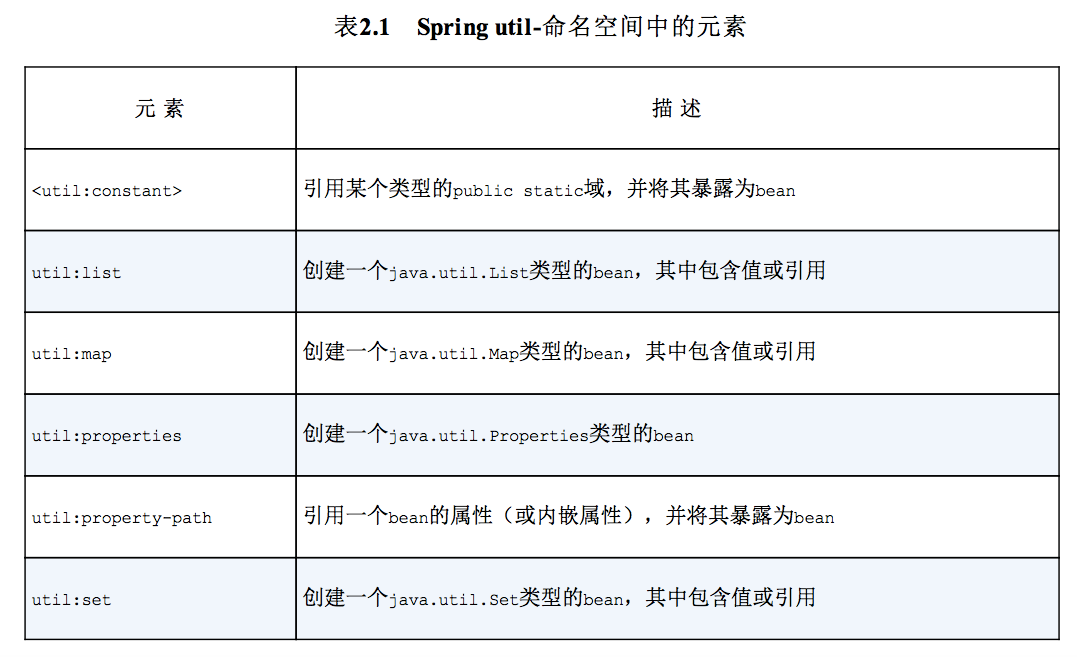 表2.1 Spring util-命名空间中的元素
元 素 描 述
<util:constant> 引用某个类型的public static域，并将其暴露为bean
util:list 创建一个java.util.List类型的bean，其中包含值或引用
util:map 创建一个java.util.Map类型的bean，其中包含值或引用
util:properties 创建一个java.util.Properties类型的bean
util:property-path 引用一个bean的属性（或内嵌属性），并将其暴露为bean
util:set 创建一个java.util.Set类型的bean，其中包含值或引用